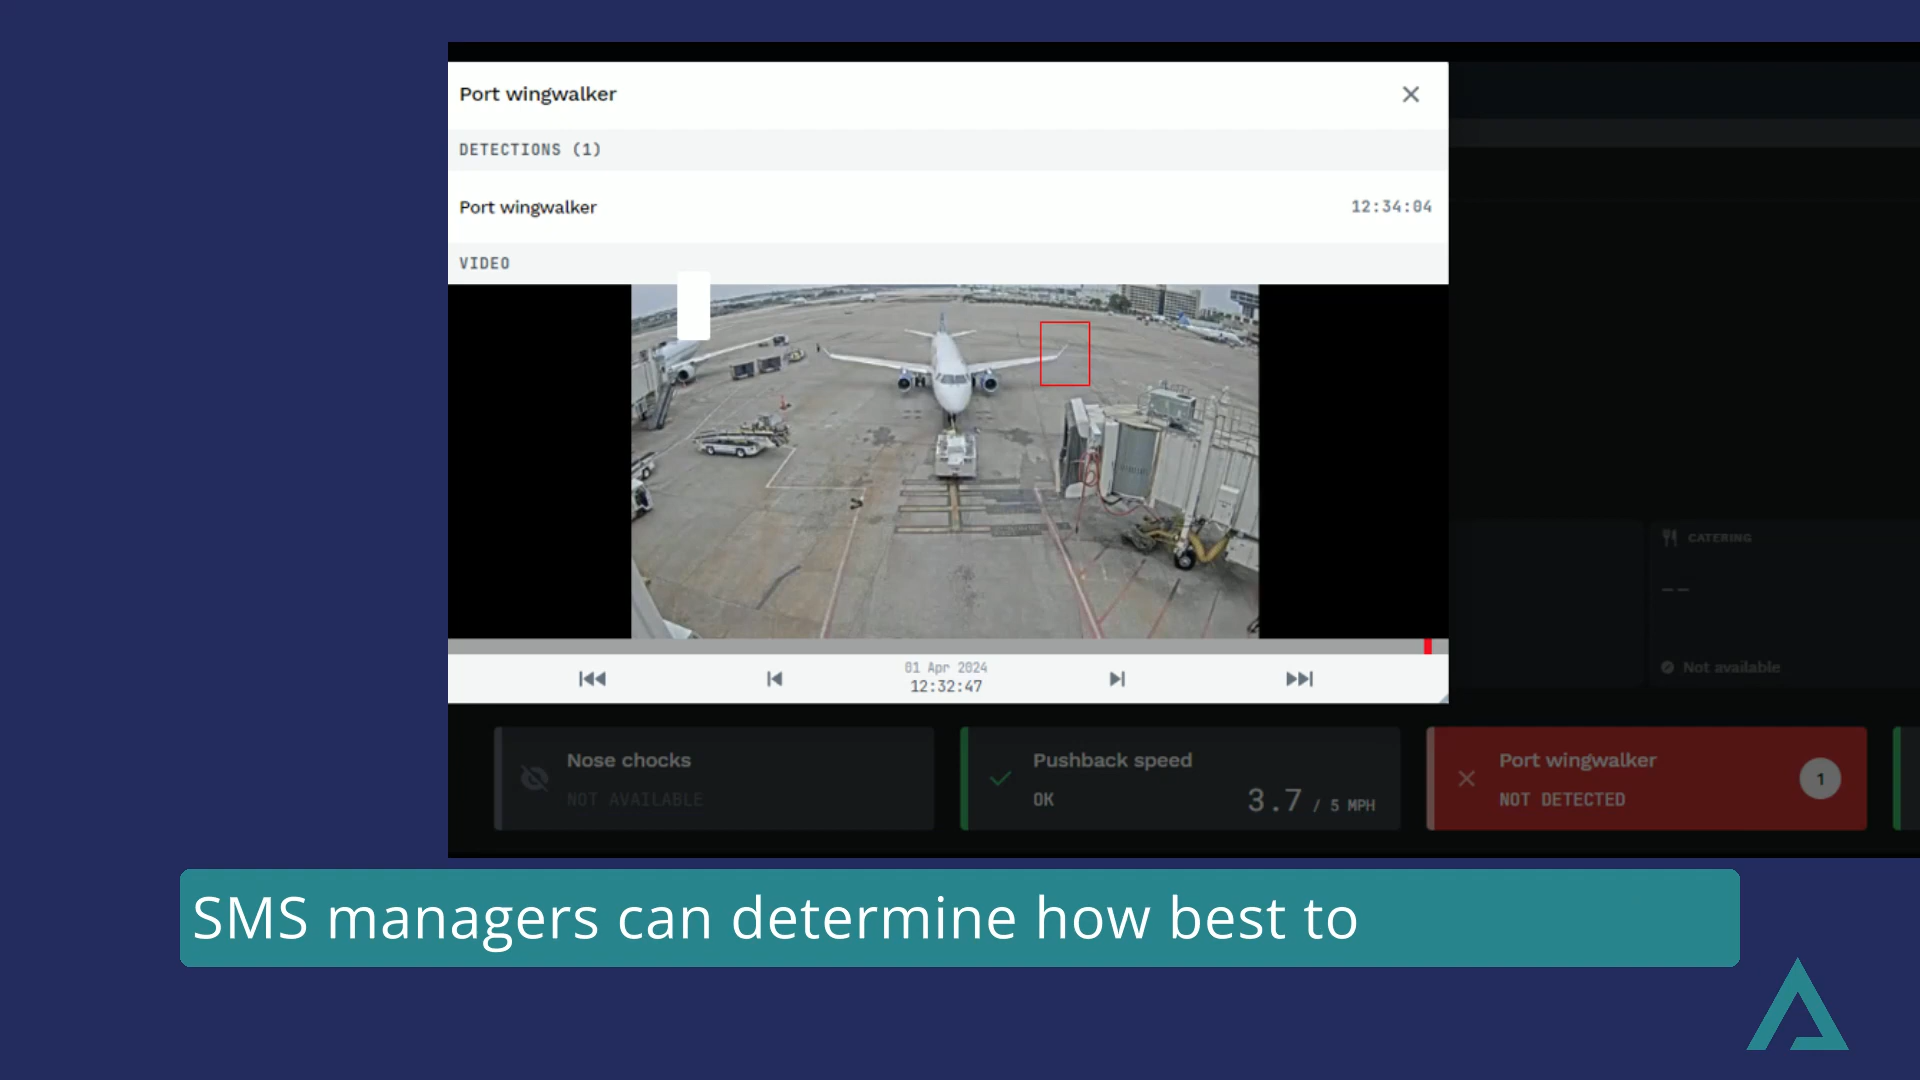 Port wingwalker
DETECTIONS (1)
Port wingwalker
12:34:04
VIDEO
01 Apr 2024
12:32:47
CATERING
--
Not available
Nose chocks
NOT AVAILABLE
Pushback speed
OK
3.7 / 5 MPH
Port wingwalker
NOT DETECTED
1
SMS managers can determine how best to